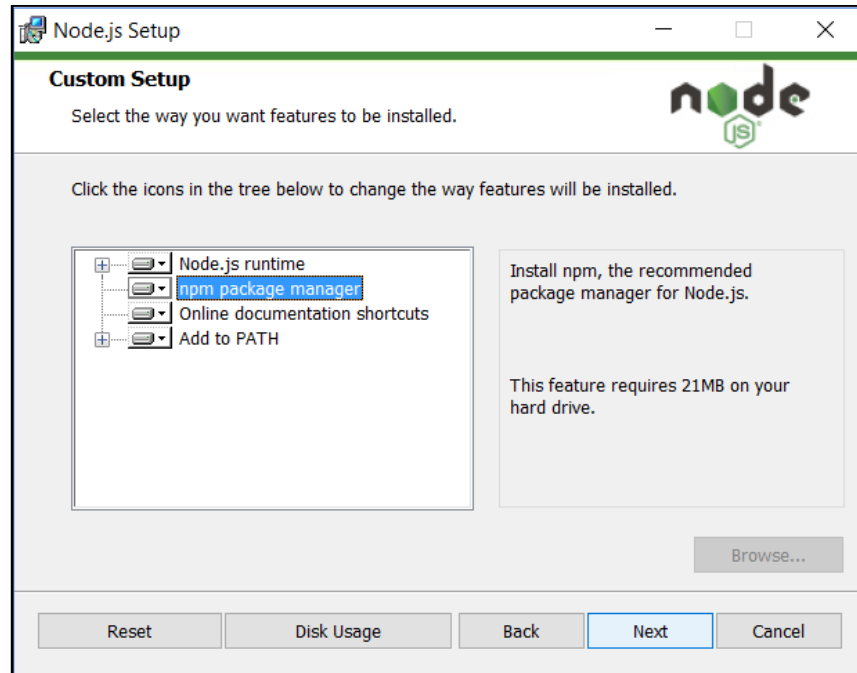 Node.js Setup
Custom Setup
Select the way you want features to be installed.
node
JS
Click the icons in the tree below to change the way features will be installed.
Node.js runtime
npm package manager
Online documentation shortcuts
Add to PATH
Install npm, the recommended
package manager for Node.js.
This feature requires 21MB on your
hard drive.
Browse...
Reset
Disk Usage
Back
Next
Cancel